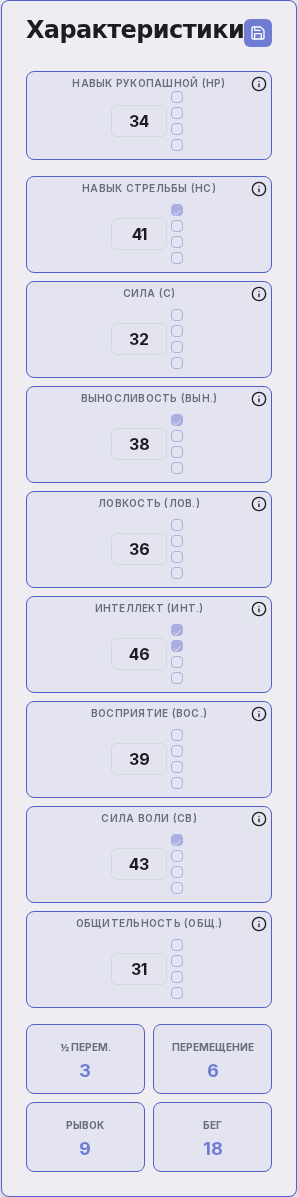 Характеристики
НАВЫК РУКОПАШНОЙ (НР)
34
НАВЫК СТРЕЛЬБЫ (НС)
41
СИЛА (С)
32
ВЫНОСЛИВОСТЬ (ВЫН.)
38
ЛОВКОСТЬ (ЛОВ.)
36
ИНТЕЛЛЕКТ (ИНТ.)
46
ВОСПРИЯТИЕ (ВОС.)
39
СИЛА ВОЛИ (СВ)
43
ОБЩИТЕЛЬНОСТЬ (ОБЩ.)
31
½ ПЕРЕМ.
3
ПЕРЕМЕЩЕНИЕ
6
РЫВОК
9
БЕГ
18